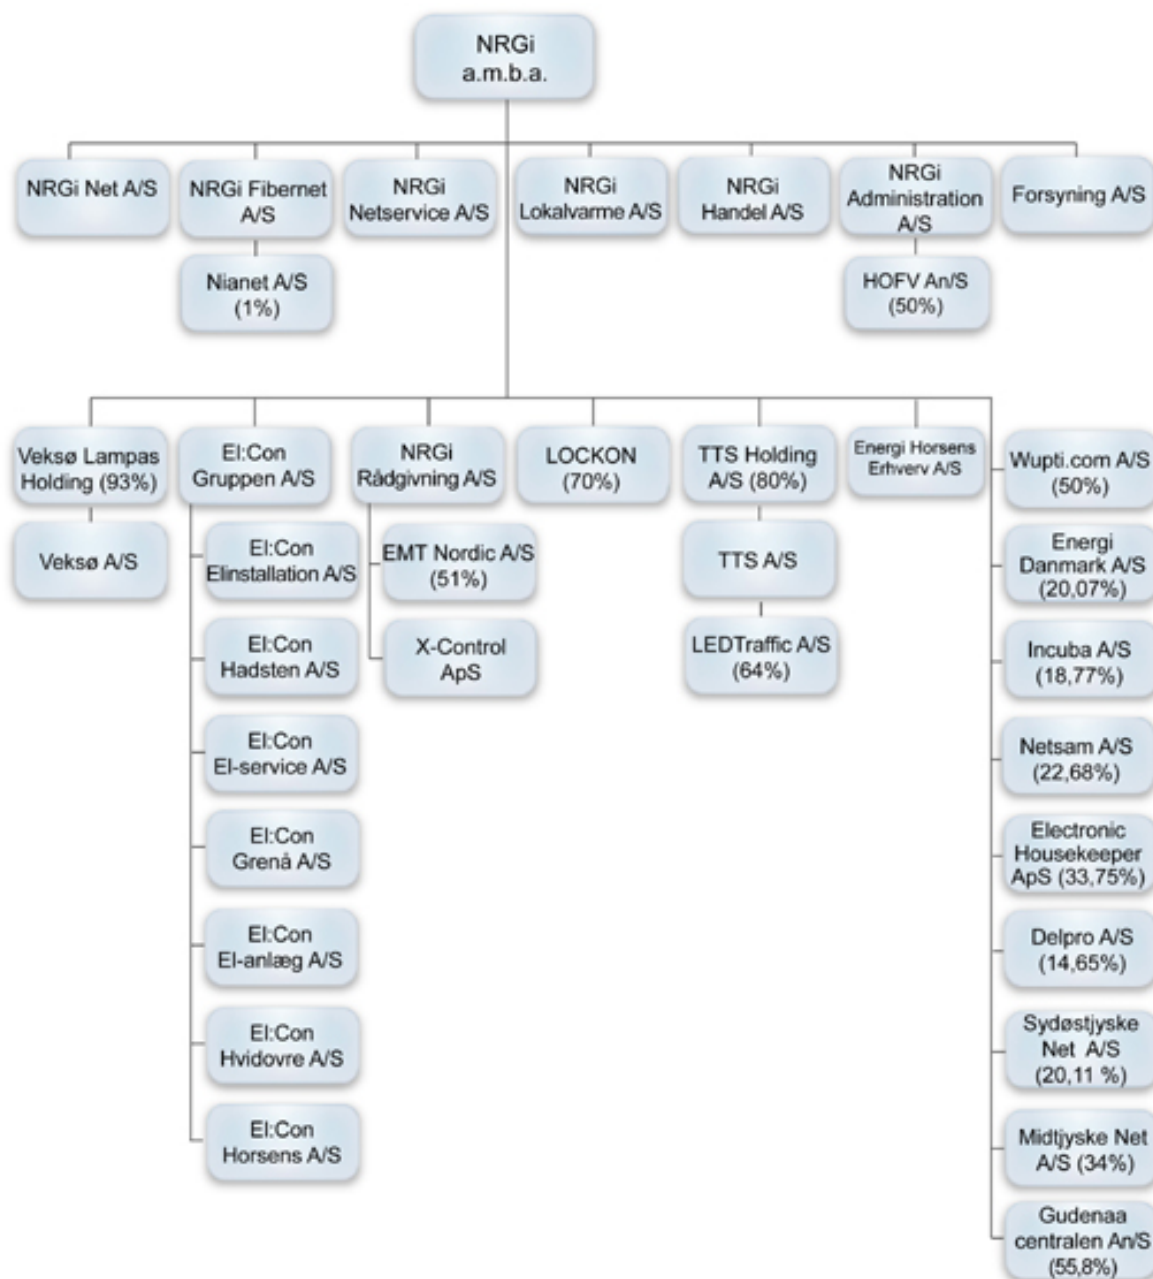 NRGi
a.m.b.a.
NRGi Net A/S
NRGi Fibernet
A/S
NRGi
Netservice A/S
NRGi
Lokalvarme A/S
NRGi
Handel A/S
NRGi
Administration
A/S
Forsyning A/S
Nianet A/S
(1%)
HOFV An/S
(50%)
Veksø Lampas
Holding (93%)
El:Con
Gruppen A/S
NRGi
Rådgivning A/S
LOCKON
(70%)
TTS Holding
A/S (80%)
Energi Horsens
Erhverv A/S
Wupti.com A/S
(50%)
Veksø A/S
El:Con
Elinstallation A/S
EMT Nordic A/S
(51%)
TTS A/S
Energi
Danmark A/S
(20,07%)
El:Con
Hadsten A/S
X-Control
ApS
LEDTraffic A/S
(64%)
Incuba A/S
(18,77%)
El:Con
El-service A/S
Netsam A/S
(22,68%)
El:Con
Grenå A/S
Electronic
Housekeeper
ApS (33,75%)
El:Con
El-anlæg A/S
Delpro A/S
(14,65%)
El:Con
Hvidovre A/S
Sydøstjyske
Net A/S
(20,11 %)
El:Con
Horsens A/S
Midtjyske Net
A/S (34%)
Gudenaa
centralen An/S
(55,8%)